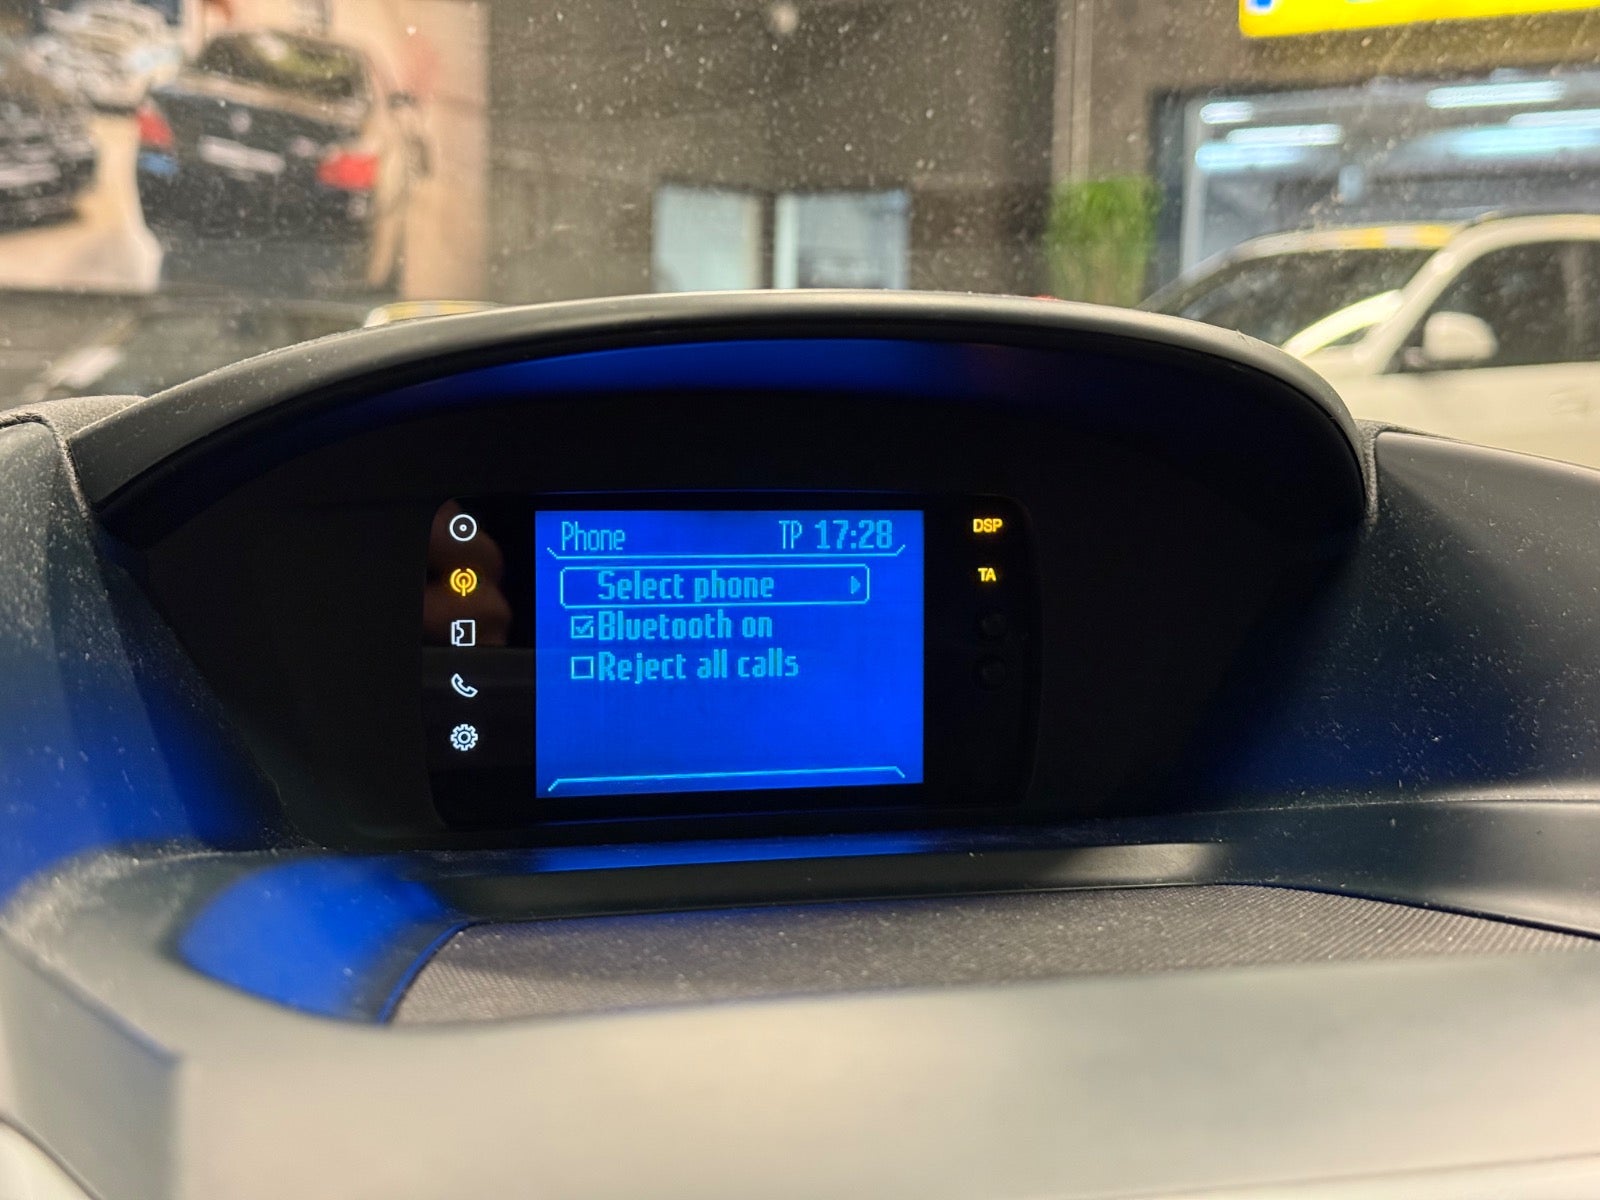 Phone TP 17:28
Select phone
Bluetooth on
Reject all calls
DSP
TA